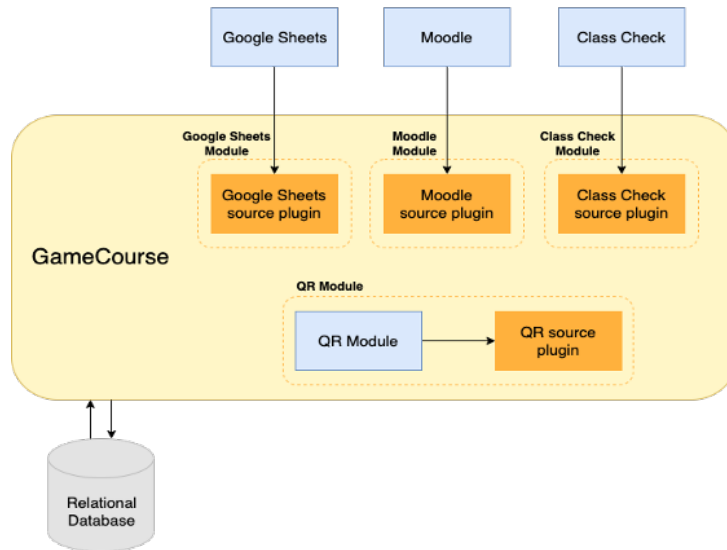 Google Sheets
Moodle
Class Check
Google Sheets
Module
Moodle
Module
Class Check
Module
Google Sheets
source plugin
Moodle
source plugin
Class Check
source plugin
GameCourse
QR Module
QR Module
QR source
plugin
Relational
Database